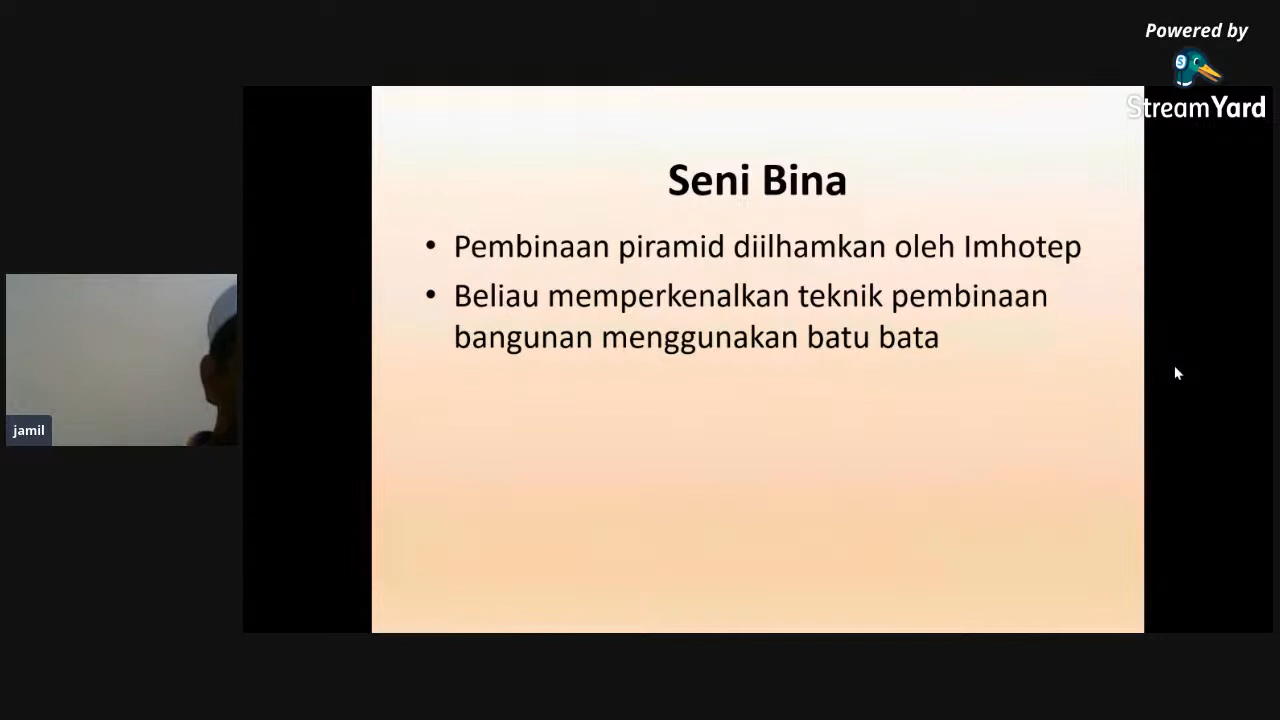 Powered by
StreamYard
Seni Bina
• Pembinaan piramid diilhamkan oleh Imhotep
• Beliau memperkenalkan teknik pembinaan
bangunan menggunakan batu bata
jamil